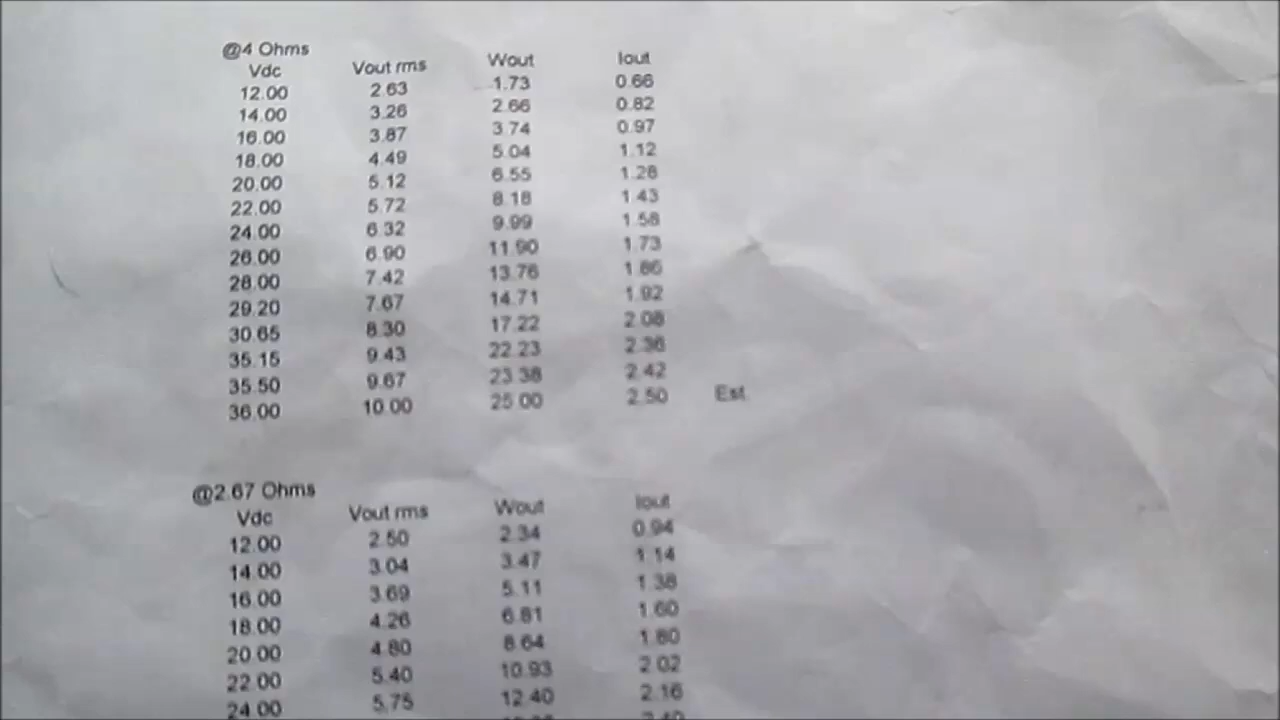 @4 Ohms
Vdc Vout rms Wout Iout
12.00 2.63 1.73 0.66
14.00 3.26 2.66 0.82
16.00 3.87 3.74 0.97
18.00 4.49 5.04 1.12
20.00 5.12 6.55 1.28
22.00 5.72 8.18 1.43
24.00 6.32 9.99 1.58
26.00 6.90 11.90 1.73
28.00 7.42 13.76 1.86
29.20 7.67 14.71 1.92
30.65 8.30 17.22 2.08
35.15 9.43 22.23 2.36
35.50 9.67 23.38 2.42
36.00 10.00 25.00 2.50 Est.
@2.67 Ohms
Vdc Vout rms Wout Iout
12.00 2.50 2.34 0.94
14.00 3.04 3.47 1.14
16.00 3.69 5.11 1.38
18.00 4.26 6.81 1.60
20.00 4.80 8.64 1.80
22.00 5.40 10.93 2.02
24.00 5.75 12.40 2.16